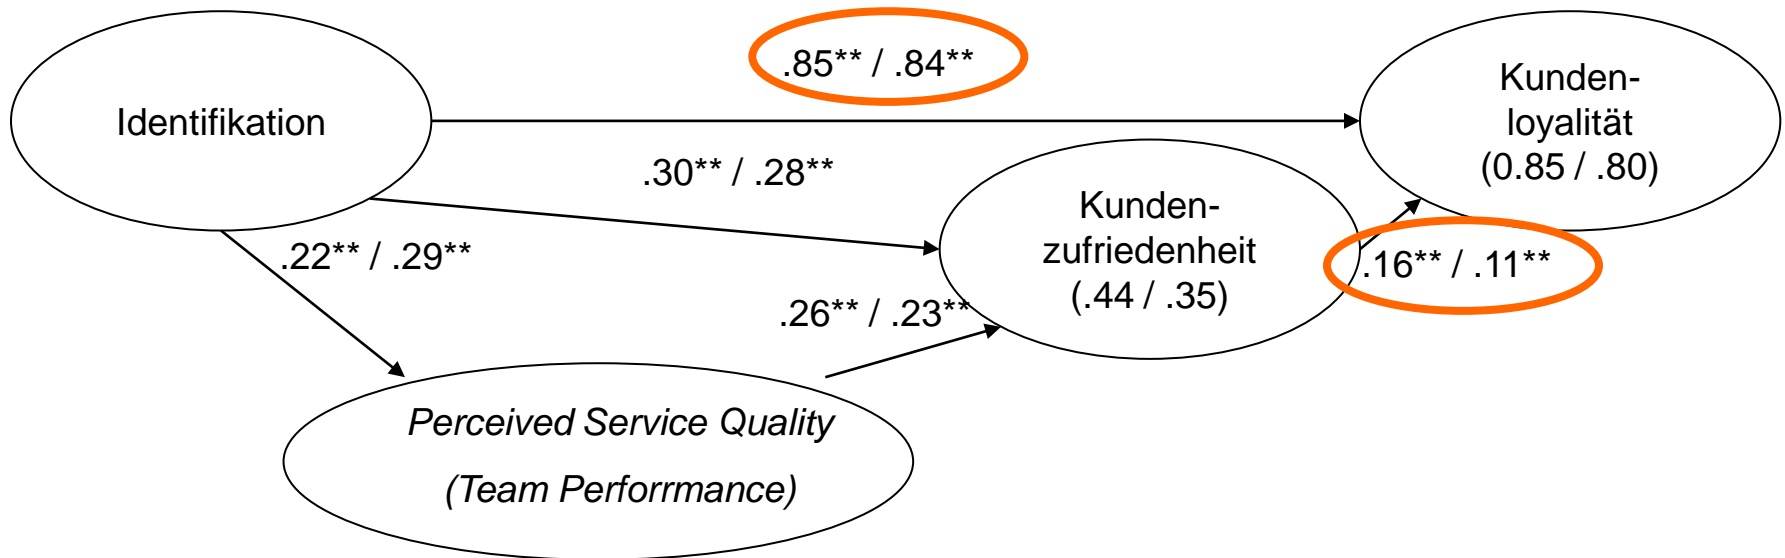 .85** / .84**
Identifikation
Kunden-
loyalität
(0.85 / .80)
.30** / .28**
Kunden-
zufriedenheit
(.44 / .35)
.22** / .29**
.16** / .11**
.26** / .23**
Perceived Service Quality
(Team Perforrmance)